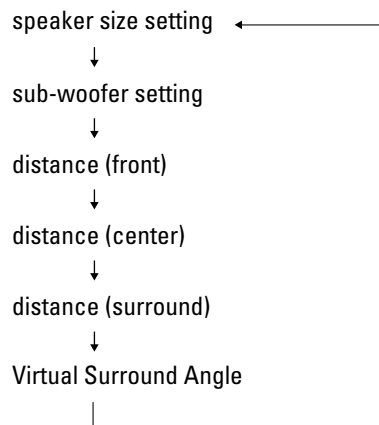 speaker size setting
sub-woofer setting
distance (front)
distance (center)
distance (surround)
Virtual Surround Angle